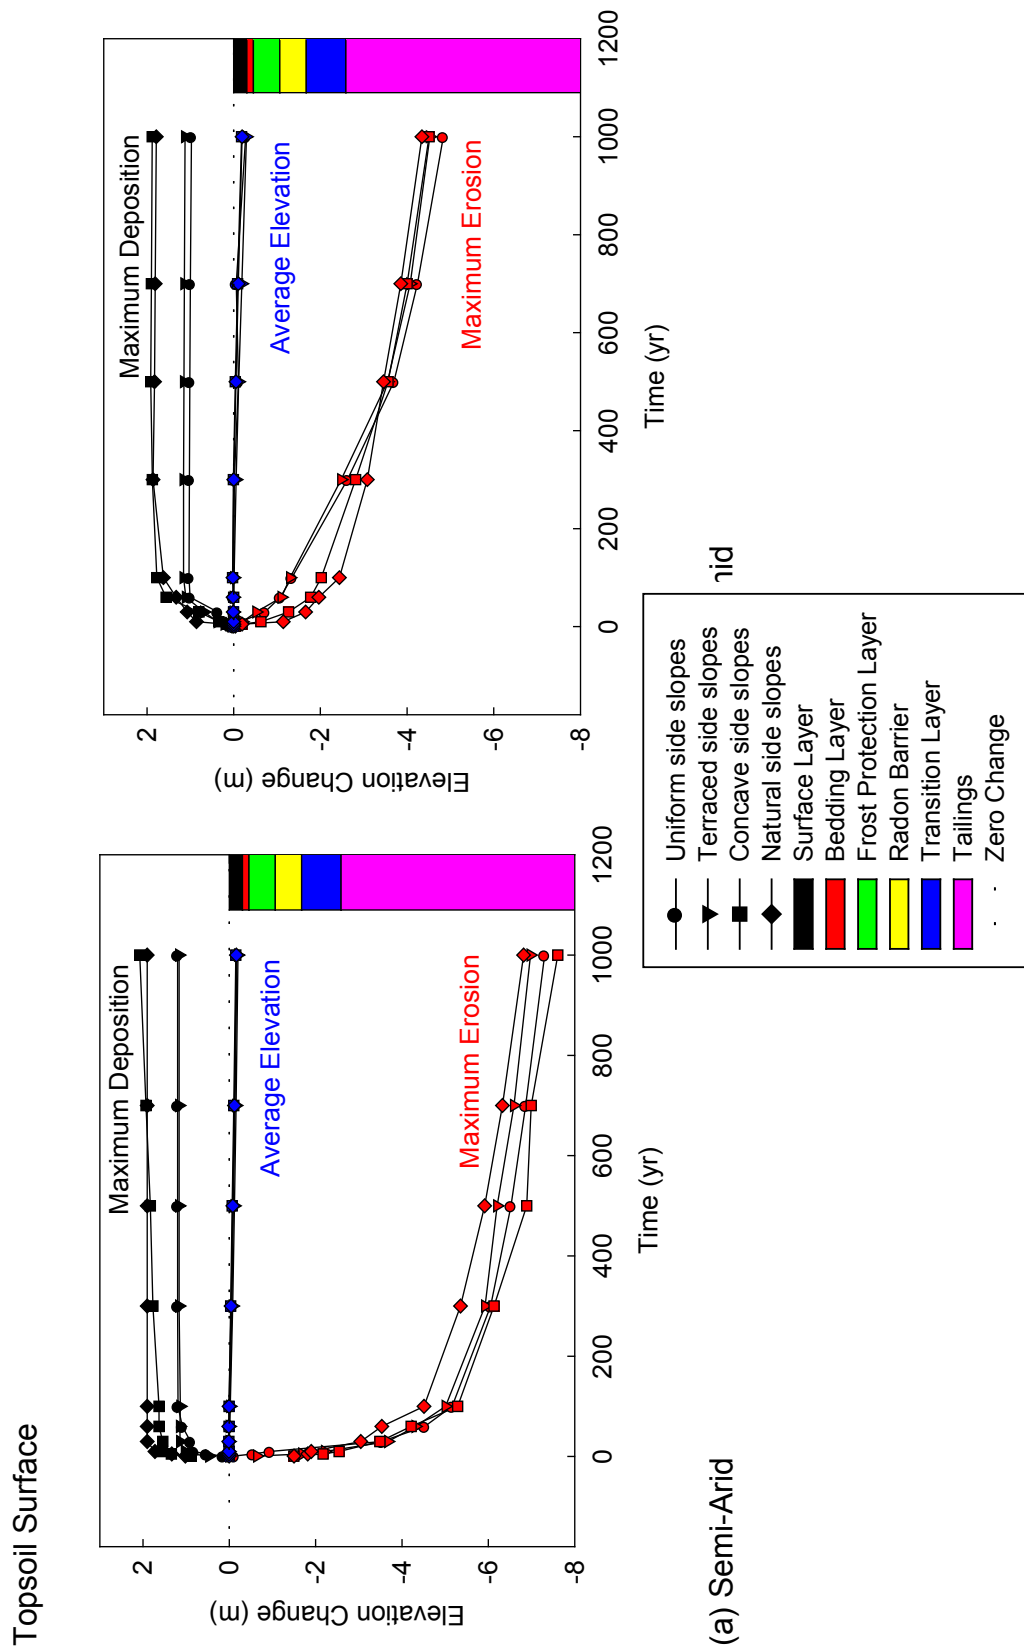 Topsoil Surface
2
0
-2
-4
-6
-8
Elevation Change (m)
0
200
400
600
800
1000
1200
Time (yr)
Maximum Deposition
Average Elevation
Maximum Erosion
(a) Semi-Arid
2
0
-2
-4
-6
-8
Elevation Change (m)
0
200
400
600
800
1000
1200
Time (yr)
Maximum Deposition
Average Elevation
Maximum Erosion
Uniform side slopes
Terraced side slopes
Concave side slopes
Natural side slopes
Surface Layer
Bedding Layer
Frost Protection Layer
Radon Barrier
Transition Layer
Tailings
Zero Change